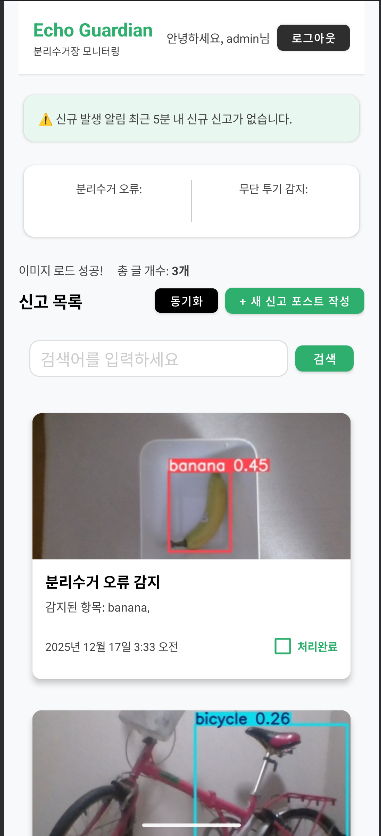 Echo Guardian
분리수거장 모니터링
안녕하세요, admin님
로그아웃
⚠️ 신규 발생 알림 최근 5분 내 신규 신고가 없습니다.
분리수거 오류:
무단 투기 감지:
이미지 로드 성공! 총 글 개수: 3개
신고 목록
동기화
+ 새 신고 포스트 작성
검색어를 입력하세요
검색
banana 0.45
분리수거 오류 감지
감지된 항목: banana,
2025년 12월 17일 3:33 오전
처리완료
bicycle 0.26